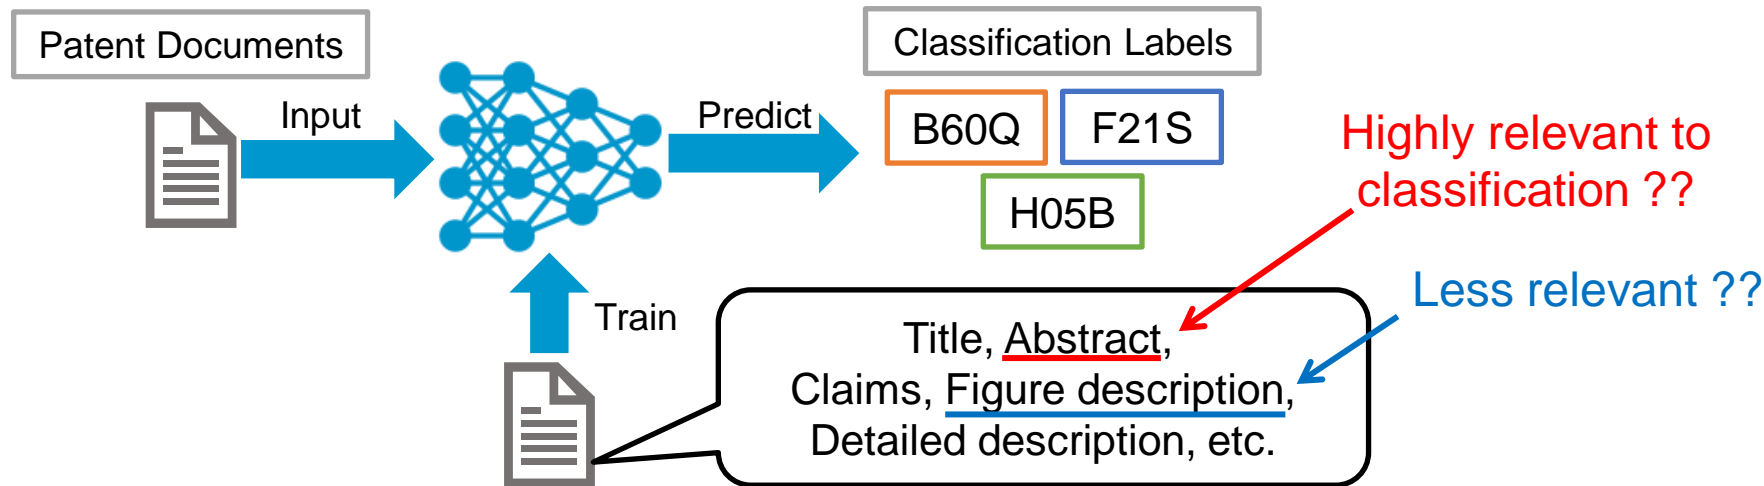 Patent Documents
Classification Labels
Input
Predict
B60Q
F21S
H05B
Highly relevant to
classification ??
Less relevant ??
Train
Title, Abstract,
Claims, Figure description,
Detailed description, etc.